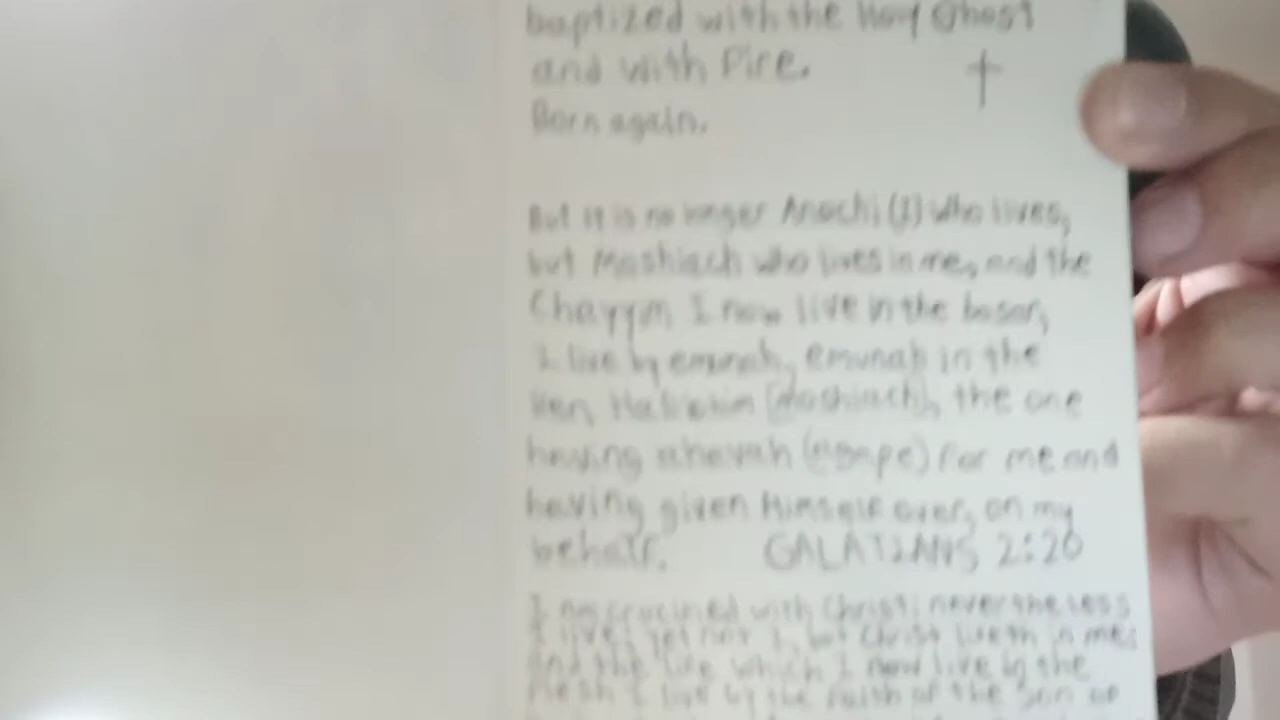 baptized with the Holy Ghost
and with Fire.
Born again.
But it is no longer Anochi (I) who lives,
but Moshiach who lives in me, and the
Chayyim I now live in the basar,
I live by emunah, emunah in the
Ben HaElohim [Moshiach], the one
having ahavah (agape) for me and
having given Himself over, on my
behalf. GALATIANS 2:20
I am crucified with Christ: nevertheless
I live; yet not I, but Christ liveth in me:
and the life which I now live in the
flesh I live by the faith of the Son of